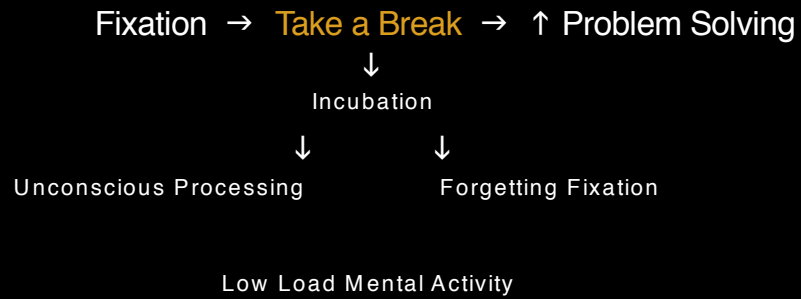 Fixation → Take a Break → ↑ Problem Solving
↓
Incubation
↓ ↓
Unconscious Processing Forgetting Fixation
Low Load Mental Activity